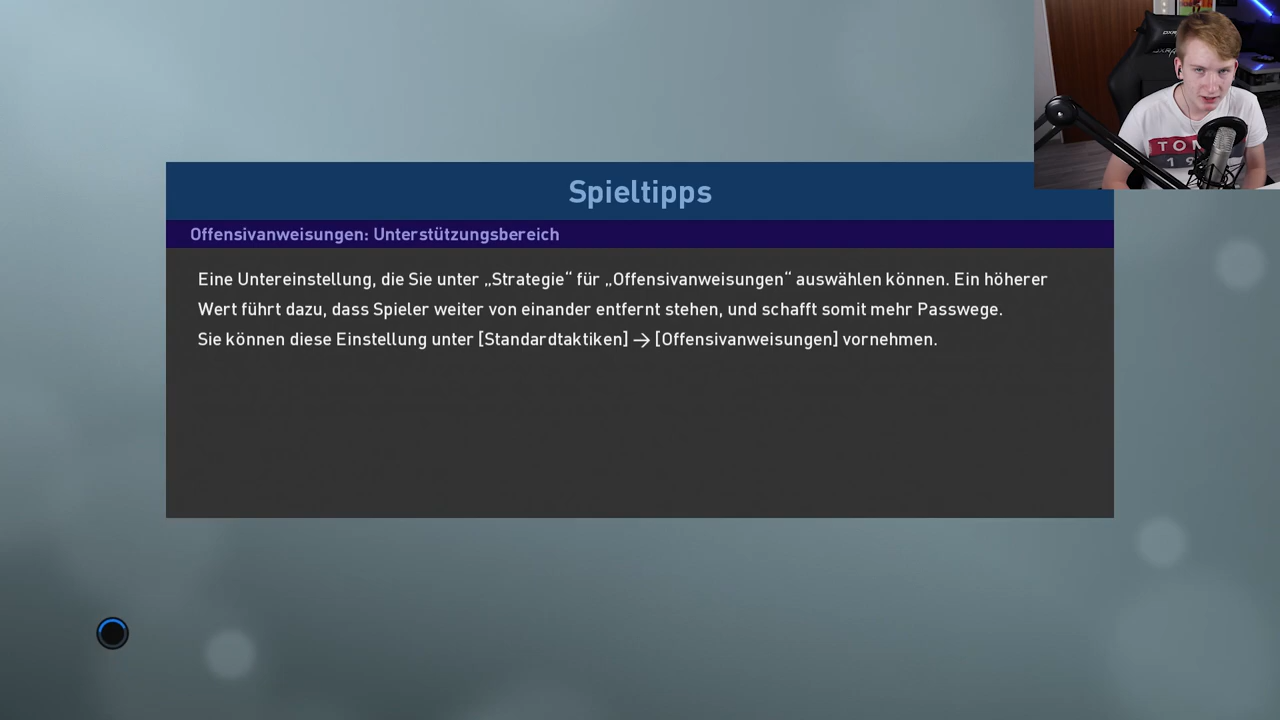 Spieltipps
Offensivanweisungen: Unterstützungsbereich
Eine Untereinstellung, die Sie unter „Strategie“ für „Offensivanweisungen“ auswählen können. Ein höherer
Wert führt dazu, dass Spieler weiter von einander entfernt stehen, und schafft somit mehr Passwege.
Sie können diese Einstellung unter [Standardtaktiken] → [Offensivanweisungen] vornehmen.
TOM
19